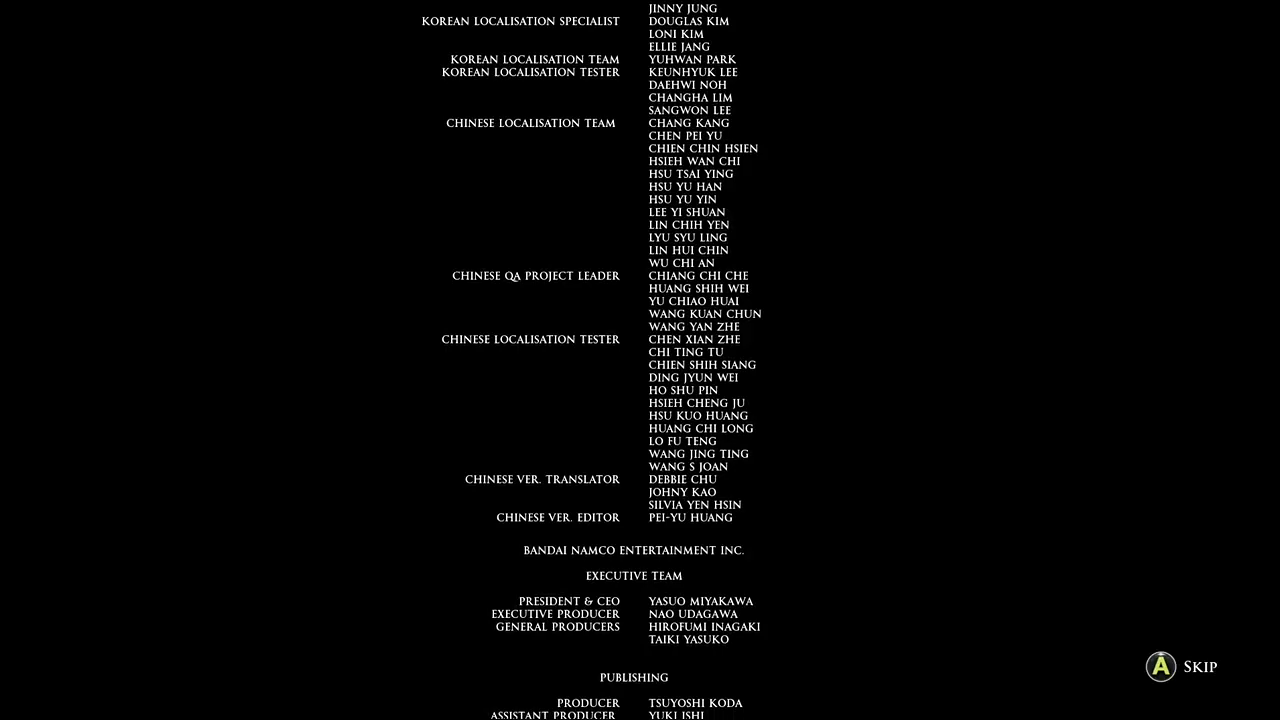 JINNY JUNG
KOREAN LOCALISATION SPECIALIST DOUGLAS KIM
LONI KIM
ELLIE JANG
KOREAN LOCALISATION TEAM YUHWAN PARK
KOREAN LOCALISATION TESTER KEUNHYUK LEE
DAEHWI NOH
CHANGHA LIM
SANGWON LEE
CHINESE LOCALISATION TEAM CHANG KANG
CHEN PEI YU
CHIEN CHIN HSIEN
HSIEH WAN CHI
HSU TSAI YING
HSU YU HAN
HSU YU YIN
LEE YI SHUAN
LIN CHIH YEN
LYU SYU LING
LIN HUI CHIN
WU CHI AN
CHINESE QA PROJECT LEADER CHIANG CHI CHE
HUANG SHIH WEI
YU CHIAO HUAI
WANG KUAN CHUN
WANG YAN ZHE
CHINESE LOCALISATION TESTER CHEN XIAN ZHE
CHI TING TU
CHIEN SHIH SIANG
DING JYUN WEI
HO SHU PIN
HSIEH CHENG JU
HSU KUO HUANG
HUANG CHI LONG
LO FU TENG
WANG JING TING
WANG S JOAN
CHINESE VER. TRANSLATOR DEBBIE CHU
JOHNY KAO
SILVIA YEN HSIN
CHINESE VER. EDITOR PEI-YU HUANG
BANDAI NAMCO ENTERTAINMENT INC.
EXECUTIVE TEAM
PRESIDENT & CEO YASUO MIYAKAWA
EXECUTIVE PRODUCER NAO UDAGAWA
GENERAL PRODUCERS HIROFUMI INAGAKI
TAIKI YASUKO
A SKIP
PUBLISHING
PRODUCER TSUYOSHI KODA
ASSISTANT PRODUCER YUKI ISHI